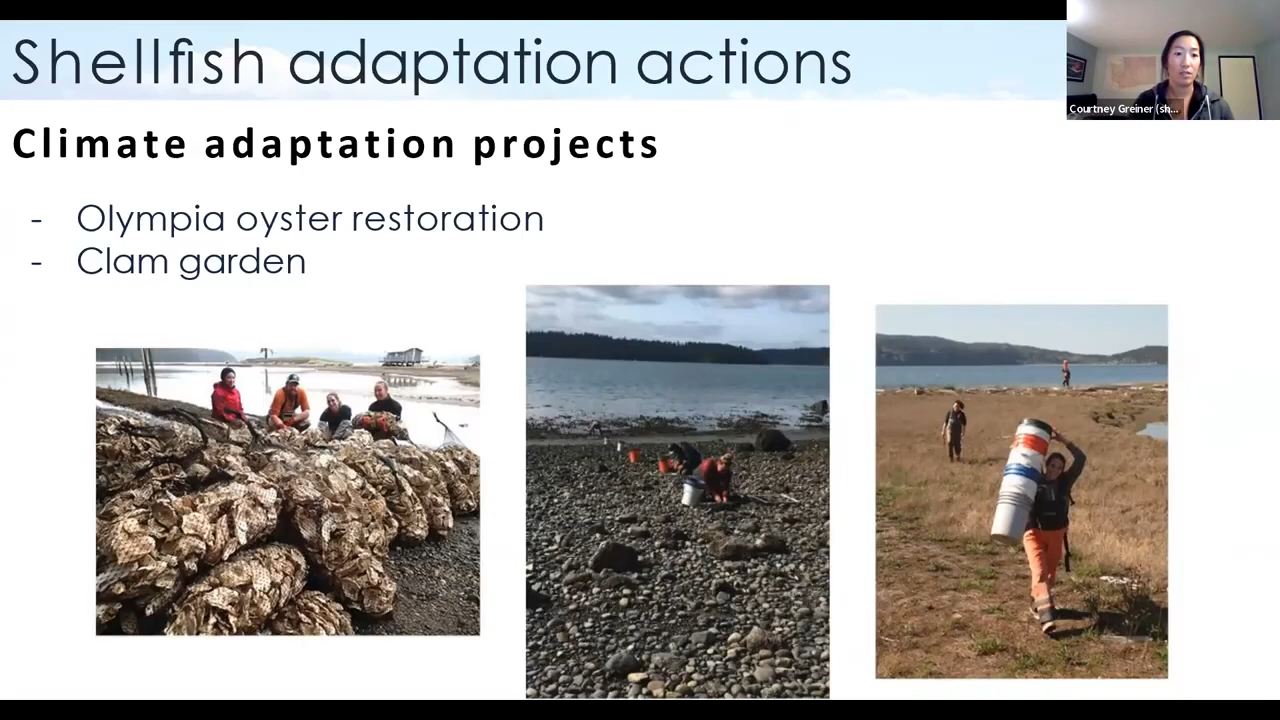 Shellfish adaptation actions
Courtney Greiner (sh...
Climate adaptation projects
- Olympia oyster restoration
- Clam garden